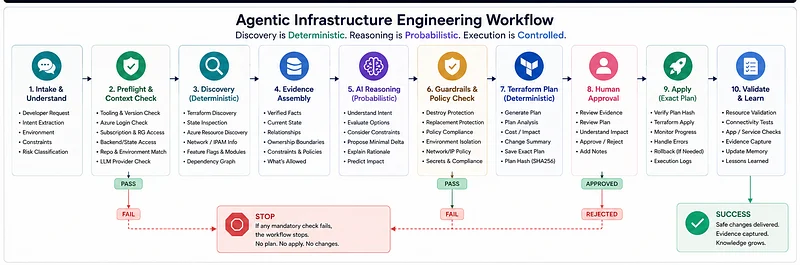 Agentic Infrastructure Engineering Workflow
Discovery is Deterministic. Reasoning is Probabilistic. Execution is Controlled.
1. Intake &
Understand
• Developer Request
• Intent Extraction
• Environment
• Constraints
• Risk Classification
2. Preflight &
Context Check
• Tooling & Version Check
• Azure Login Check
• Subscription & RG Access
• Backend/State Access
• Repo & Environment Match
• LLM Provider Check
PASS
FAIL
3. Discovery
(Deterministic)
• Terraform Discovery
• State Inspection
• Azure Resource Discovery
• Network / IPAM Info
• Feature Flags & Modules
• Dependency Graph
4. Evidence
Assembly
• Verified Facts
• Current State
• Relationships
• Ownership Boundaries
• Constraints & Policies
• What's Allowed
5. AI Reasoning
(Probabilistic)
• Understand Intent
• Evaluate Options
• Consider Constraints
• Propose Minimal Delta
• Explain Rationale
• Predict Impact
6. Guardrails &
Policy Check
• Destroy Protection
• Replacement Protection
• Policy Compliance
• Environment Isolation
• Network/IP Policy
• Secrets & Compliance
PASS
FAIL
7. Terraform Plan
(Deterministic)
• Generate Plan
• Plan Analysis
• Cost / Impact
• Change Summary
• Save Exact Plan
• Plan Hash (SHA256)
8. Human
Approval
• Review Evidence
• Review Plan
• Understand Impact
• Approve / Reject
• Add Notes
APPROVED
REJECTED
9. Apply
(Exact Plan)
• Verify Plan Hash
• Terraform Apply
• Monitor Progress
• Handle Errors
• Rollback (If Needed)
• Execution Logs
10. Validate
& Learn
• Resource Validation
• Connectivity Tests
• App / Service Checks
• Evidence Capture
• Update Memory
• Lessons Learned
STOP
If any mandatory check fails,
the workflow stops.
No plan. No apply. No changes.
SUCCESS
Safe changes delivered.
Evidence captured.
Knowledge grows.